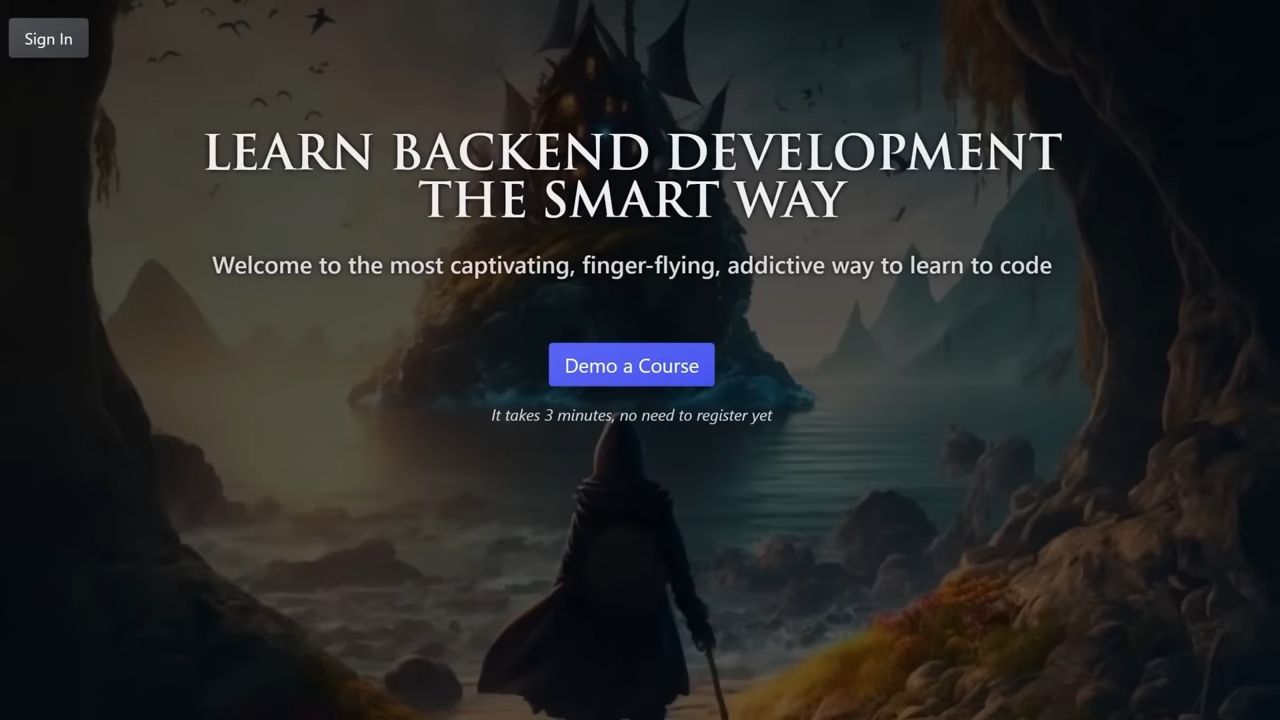 Sign In
LEARN BACKEND DEVELOPMENT
THE SMART WAY
Welcome to the most captivating, finger-flying, addictive way to learn to code
Demo a Course
It takes 3 minutes, no need to register yet